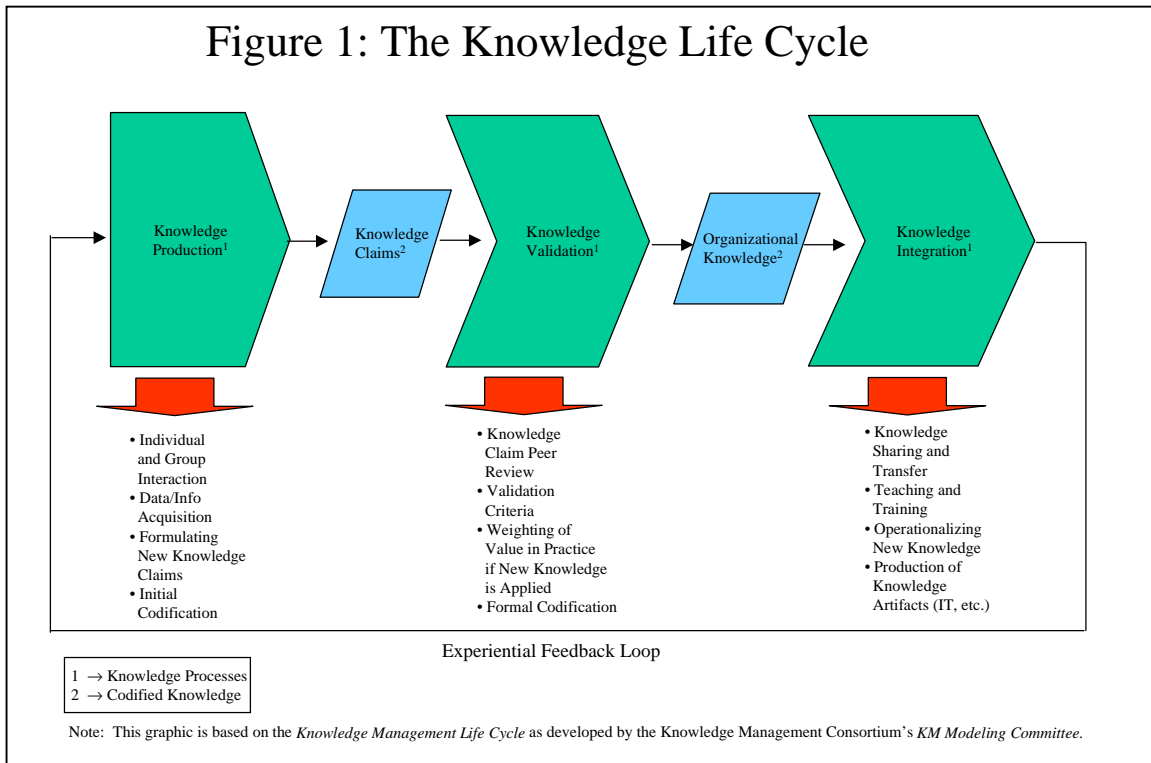 Figure 1: The Knowledge Life Cycle
Knowledge
Production¹
Knowledge
Claims²
Knowledge
Validation¹
Organizational
Knowledge²
Knowledge
Integration¹
• Individual
and Group
Interaction
• Data/Info
Acquisition
• Formulating
New Knowledge
Claims
• Initial
Codification
• Knowledge
Claim Peer
Review
• Validation
Criteria
• Weighting of
Value in Practice
if New Knowledge
is Applied
• Formal Codification
• Knowledge
Sharing and
Transfer
• Teaching and
Training
• Operationalizing
New Knowledge
• Production of
Knowledge
Artifacts (IT, etc.)
Experiential Feedback Loop
1 → Knowledge Processes
2 → Codified Knowledge
Note: This graphic is based on the Knowledge Management Life Cycle as developed by the Knowledge Management Consortium's KM Modeling Committee.